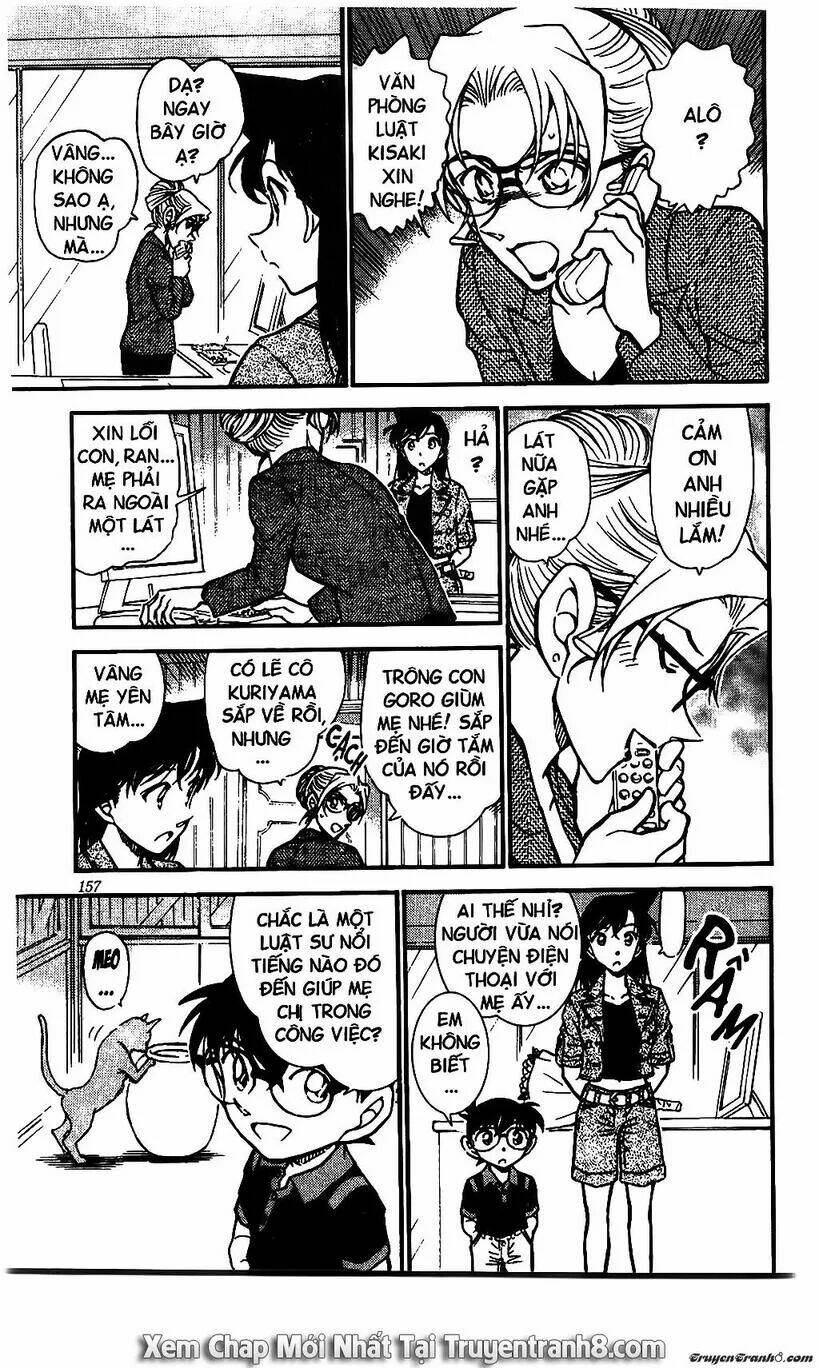 ALÔ
?
VĂN
PHÒNG
LUẬT
KISAKI
XIN
NGHE!
DẠ?
NGAY
BÂY GIỜ
Ạ?
VÂNG...
KHÔNG
SAO Ạ,
NHƯNG
MÀ...
CẢM
ƠN
ANH
NHIỀU
LẮM!
LÁT
NỮA
GẶP
ANH
NHÉ...
HẢ
?
XIN LỖI
CON, RAN...
MẸ PHẢI
RA NGOÀI
MỘT LÁT
...
TRÔNG CON
GORO GIÙM
MẸ NHÉ! SẮP
ĐẾN GIỜ TẮM
CỦA NÓ RỒI
ĐẤY...
CÓ LẼ CÔ
KURIYAMA
SẮP VỀ RỒI,
NHƯNG
...
CẠCH
VÂNG
MẸ YÊN
TÂM...
157
RẦM
AI THẾ NHỈ?
NGƯỜI VỪA NÓI
CHUYỆN ĐIỆN
THOẠI VỚI
MẸ ẤY...
EM
KHÔNG
BIẾT
...
CHẮC LÀ MỘT
LUẬT SƯ NỔI
TIẾNG NÀO ĐÓ
ĐẾN GIÚP MẸ
CHỊ TRONG
CÔNG VIỆC?
MEO
...
Xem Chap Mới Nhất Tại Truyentranh8.com
TruyenTranh8.com